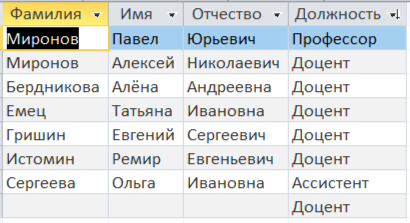 Фамилия Имя Отчество Должность
Миронов Павел Юрьевич Профессор
Миронов Алексей Николаевич Доцент
Бердникова Алёна Андреевна Доцент
Емец Татьяна Ивановна Доцент
Гришин Евгений Сергеевич Доцент
Истомин Ремир Евгеньевич Доцент
Сергеева Ольга Ивановна Ассистент
Доцент